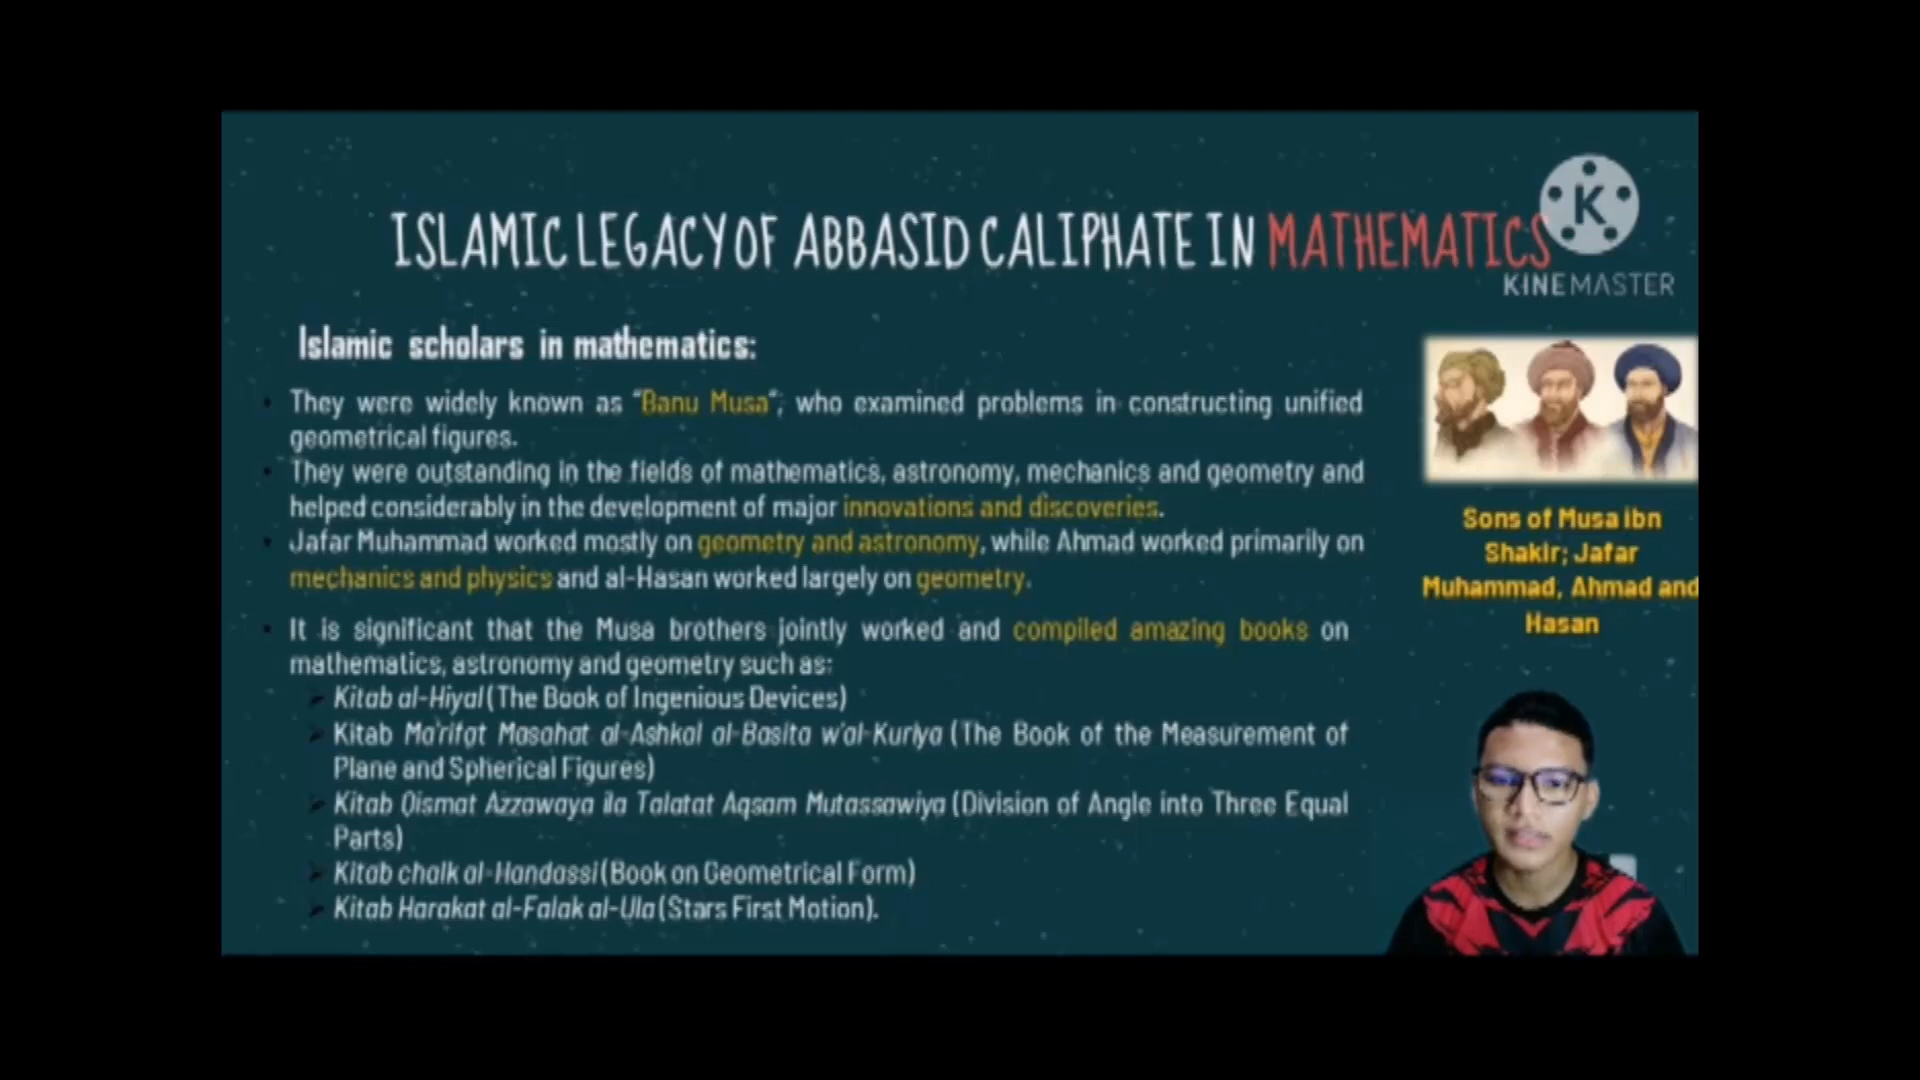 ISLAMIC LEGACY OF ABBASID CALIPHATE IN MATHEMATICS
K
KINEMASTER
Islamic scholars in mathematics:
They were widely known as "Banu Musa", who examined problems in constructing unified
geometrical figures.
They were outstanding in the fields of mathematics, astronomy, mechanics and geometry and
helped considerably in the development of major innovations and discoveries.
Jafar Muhammad worked mostly on geometry and astronomy, while Ahmad worked primarily on
mechanics and physics and al-Hasan worked largely on geometry.
It is significant that the Musa brothers jointly worked and compiled amazing books on
mathematics, astronomy and geometry such as:
Kitab al-Hiyal (The Book of Ingenious Devices)
Kitab Ma'rifat Masahat al-Ashkal al-Basita w'al-Kuriya (The Book of the Measurement of
Plane and Spherical Figures)
Kitab Qismat Azzawaya ila Talatat Aqsam Mutassawiya (Division of Angle into Three Equal
Parts)
Kitab chalk al-Handassi (Book on Geometrical Form)
Kitab Harakat al-Falak al-Ula (Stars First Motion).
Sons of Musa ibn
Shakir; Jafar
Muhammad, Ahmad and
Hasan